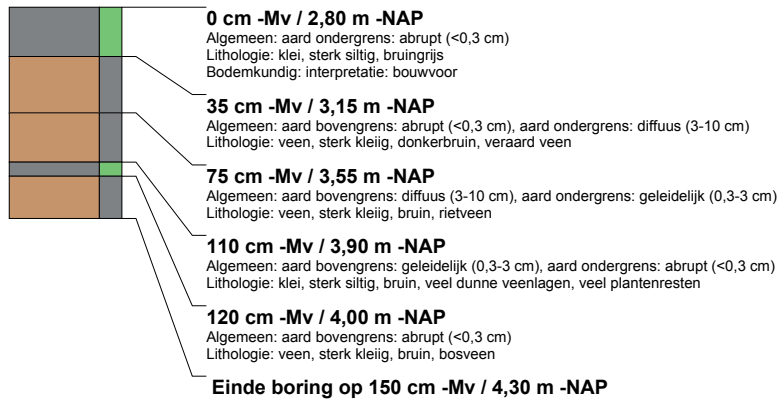 0 cm -Mv / 2,80 m -NAP
Algemeen: aard ondergrens: abrupt (<0,3 cm)
Lithologie: klei, sterk siltig, bruingrijs
Bodemkundig: interpretatie: bouwvoor
35 cm -Mv / 3,15 m -NAP
Algemeen: aard bovengrens: abrupt (<0,3 cm), aard ondergrens: diffuus (3-10 cm)
Lithologie: veen, sterk kleiig, donkerbruin, veraard veen
75 cm -Mv / 3,55 m -NAP
Algemeen: aard bovengrens: diffuus (3-10 cm), aard ondergrens: geleidelijk (0,3-3 cm)
Lithologie: veen, sterk kleiig, bruin, rietveen
110 cm -Mv / 3,90 m -NAP
Algemeen: aard bovengrens: geleidelijk (0,3-3 cm), aard ondergrens: abrupt (<0,3 cm)
Lithologie: klei, sterk siltig, bruin, veel dunne veenlagen, veel plantenresten
120 cm -Mv / 4,00 m -NAP
Algemeen: aard bovengrens: abrupt (<0,3 cm)
Lithologie: veen, sterk kleiig, bruin, bosveen
Einde boring op 150 cm -Mv / 4,30 m -NAP